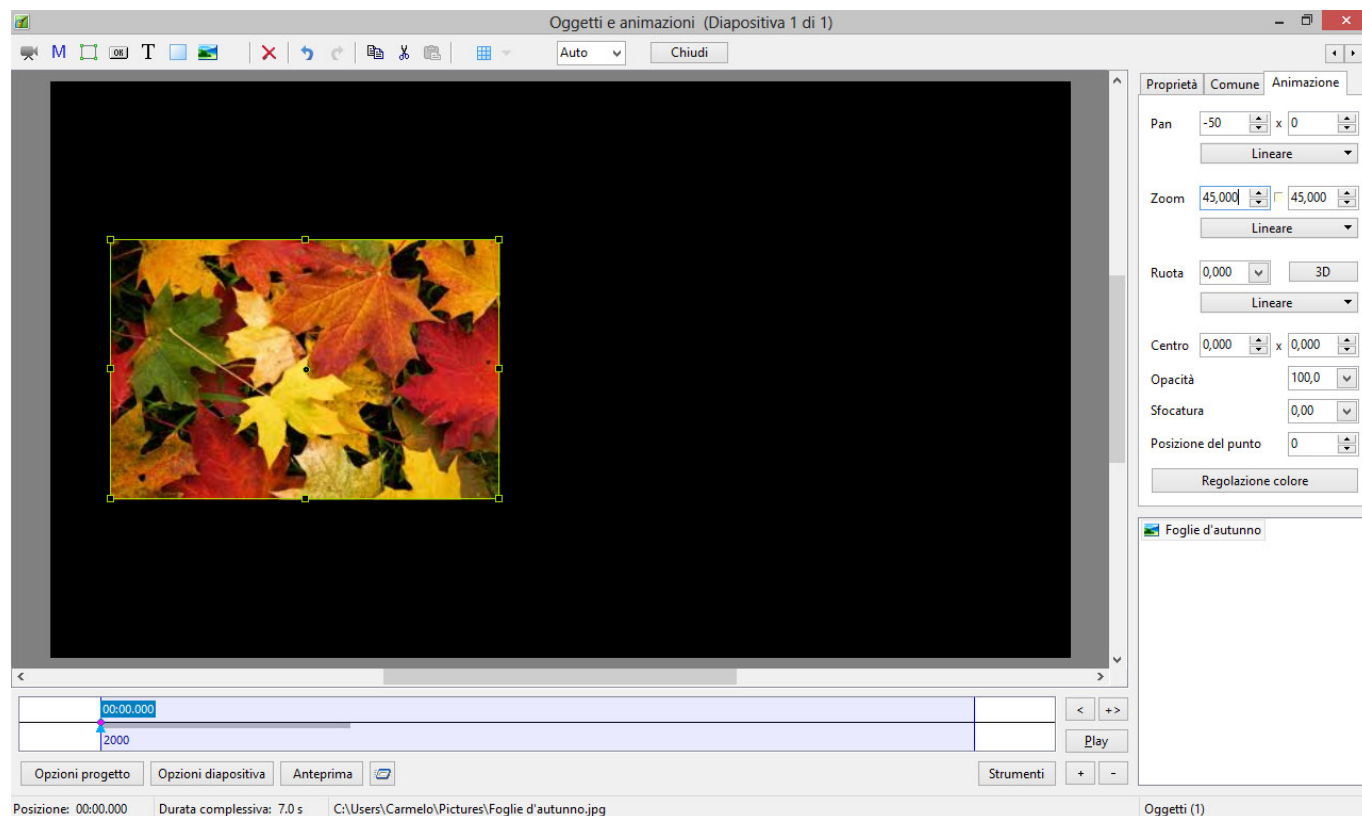 Oggetti e animazioni (Diapositiva 1 di 1)
M OK T Auto Chiudi
Proprietà Comune Animazione
Pan -50 x 0
Lineare
Zoom 45,000 45,000
Lineare
Ruota 0,000 3D
Lineare
Centro 0,000 x 0,000
Opacità 100,0
Sfocatura 0,00
Posizione del punto 0
Regolazione colore
Foglie d'autunno
00:00.000
< +>
2000
Play
Opzioni progetto Opzioni diapositiva Anteprima Strumenti + -
Posizione: 00:00.000 Durata complessiva: 7.0 s C:\Users\Carmelo\Pictures\Foglie d'autunno.jpg Oggetti (1)